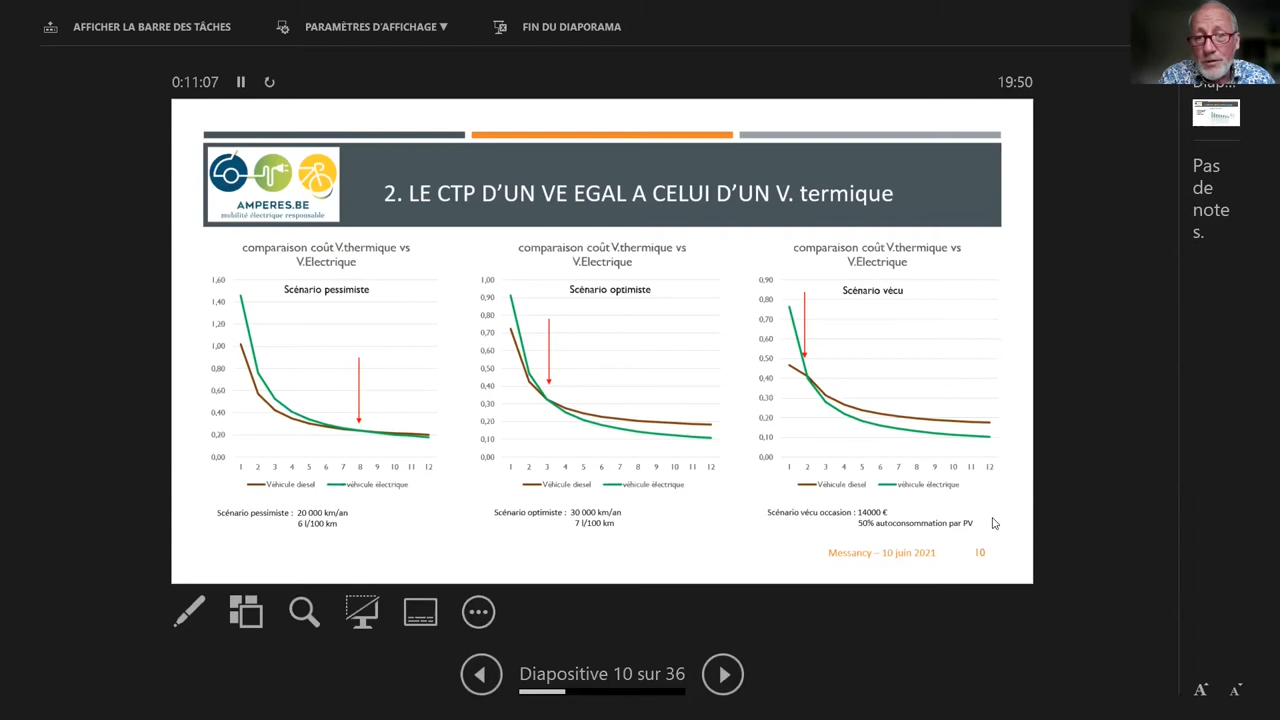 AFFICHER LA BARRE DES TÂCHES
PARAMÈTRES D'AFFICHAGE ▼
FIN DU DIAPORAMA
0:11:07
19:50
Diap...
AMPERES.BE
mobilité électrique responsable
2. LE CTP D'UN VE EGAL A CELUI D'UN V. termique
comparaison coût V.thermique vs
V.Electrique
Scénario pessimiste
1,60
1,40
1,20
1,00
0,80
0,60
0,40
0,20
0,00
1 2 3 4 5 6 7 8 9 10 11 12
Véhicule diesel
véhicule électrique
Scénario pessimiste : 20 000 km/an
6 l/100 km
comparaison coût V.thermique vs
V.Electrique
Scénario optimiste
1,00
0,90
0,80
0,70
0,60
0,50
0,40
0,30
0,20
0,10
0,00
1 2 3 4 5 6 7 8 9 10 11 12
Véhicule diesel
véhicule électrique
Scénario optimiste : 30 000 km/an
7 l/100 km
comparaison coût V.thermique vs
V.Electrique
Scénario vécu
0,90
0,80
0,70
0,60
0,50
0,40
0,30
0,20
0,10
0,00
1 2 3 4 5 6 7 8 9 10 11 12
Véhicule diesel
véhicule électrique
Scénario vécu occasion : 14000 €
50% autoconsommation par PV
Messancy – 10 juin 2021
10
Pas
de
note
s.
Diapositive 10 sur 36
A
A